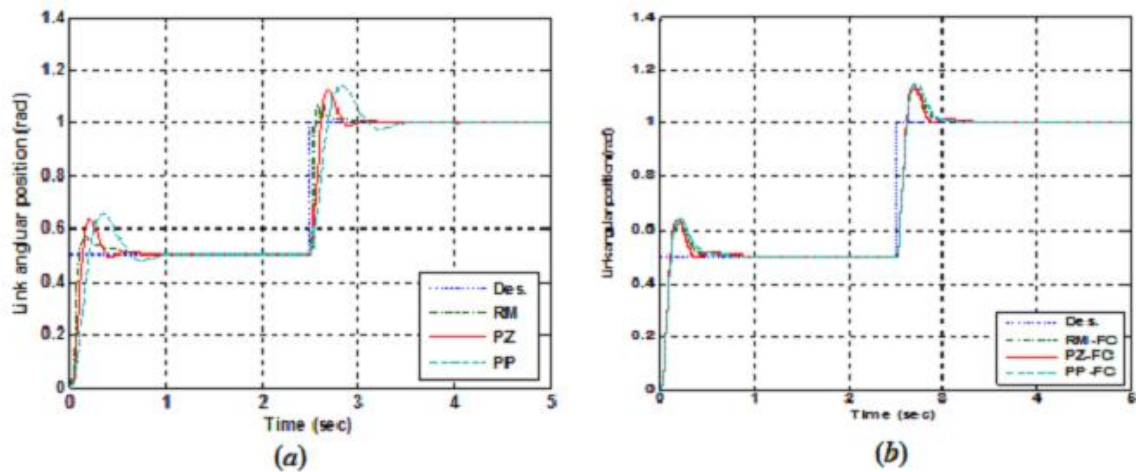 1.4
1.2
1
0.8
0.6
0.4
0.2
0
Link anguar position (rad)
Des.
RM
PZ
PP
0 1 2 3 4 5
Time (sec)
(a)
1.4
1.2
1
0.8
0.6
0.4
0.2
0
Link angular position (rad)
Des.
RM-FC
PZ-FC
PP-FC
1 2 3 4 5
Time (sec)
(b)